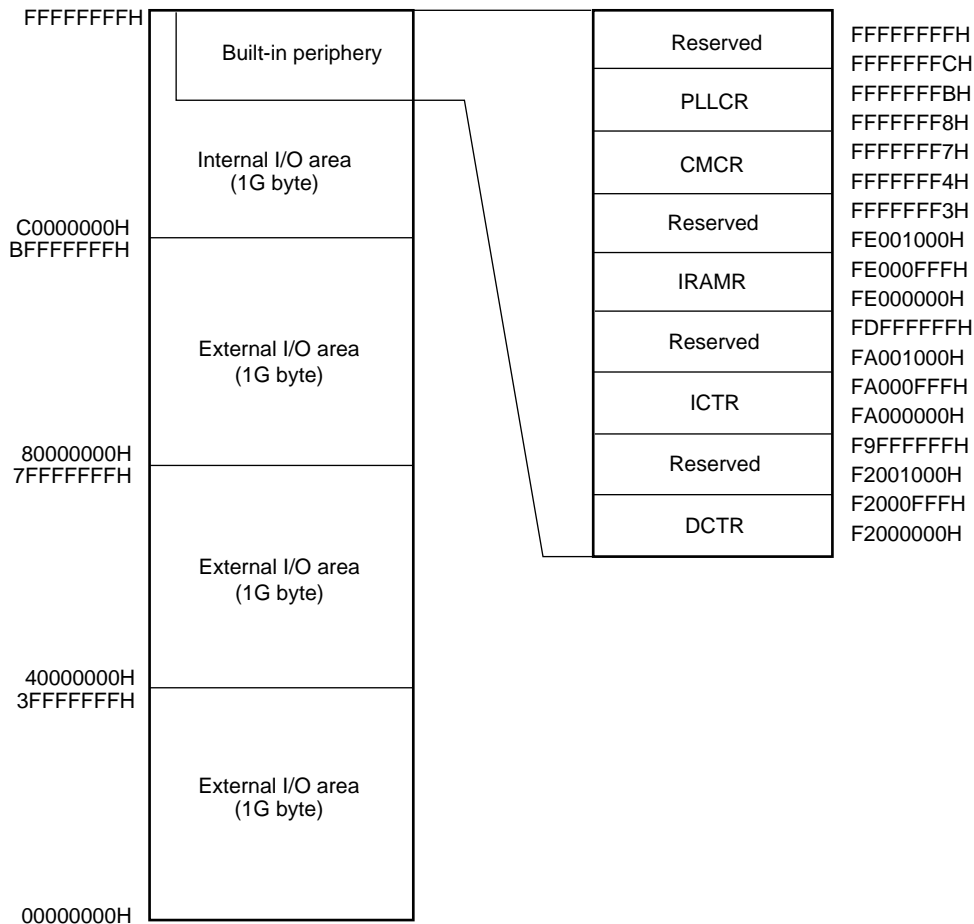 FFFFFFFFH
Built-in periphery
Internal I/O area
(1G byte)
C0000000H
BFFFFFFFH
External I/O area
(1G byte)
80000000H
7FFFFFFFH
External I/O area
(1G byte)
40000000H
3FFFFFFFH
External I/O area
(1G byte)
00000000H
Reserved
FFFFFFFFH
FFFFFFFCH
PLLCR
FFFFFFFBH
FFFFFFF8H
CMCR
FFFFFFF7H
FFFFFFF4H
Reserved
FFFFFFF3H
FE001000H
IRAMR
FE000FFFH
FE000000H
Reserved
FDFFFFFFH
FA001000H
ICTR
FA000FFFH
FA000000H
Reserved
F9FFFFFFH
F2001000H
DCTR
F2000FFFH
F2000000H